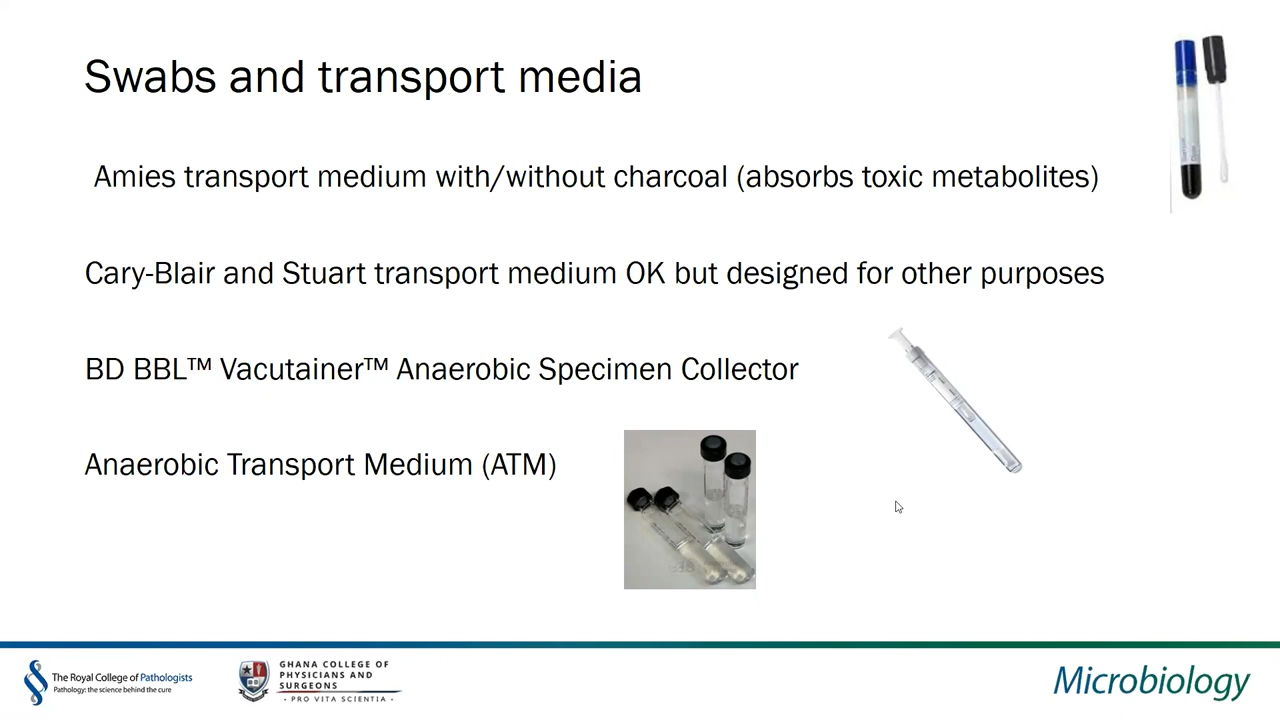 Swabs and transport media
Amies transport medium with/without charcoal (absorbs toxic metabolites)
Cary-Blair and Stuart transport medium OK but designed for other purposes
BD BBL™ Vacutainer™ Anaerobic Specimen Collector
Anaerobic Transport Medium (ATM)
The Royal College of Pathologists
Pathology: the science behind the cure
GHANA COLLEGE OF
PHYSICIANS AND
SURGEONS
· PRO VITA SCIENTIA ·
Microbiology